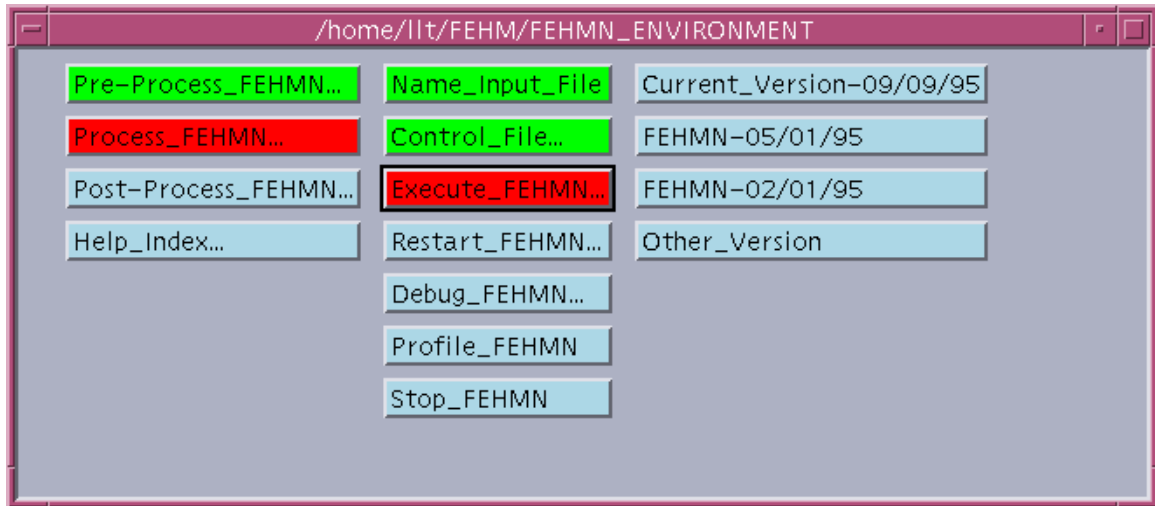 /home/llt/FEHM/FEHMN_ENVIRONMENT
Pre-Process_FEHMN... Name_Input_File Current_Version-09/09/95
Process_FEHMN... Control_File... FEHMN-05/01/95
Post-Process_FEHMN... Execute_FEHMN... FEHMN-02/01/95
Help_Index... Restart_FEHMN... Other_Version
Debug_FEHMN...
Profile_FEHMN
Stop_FEHMN